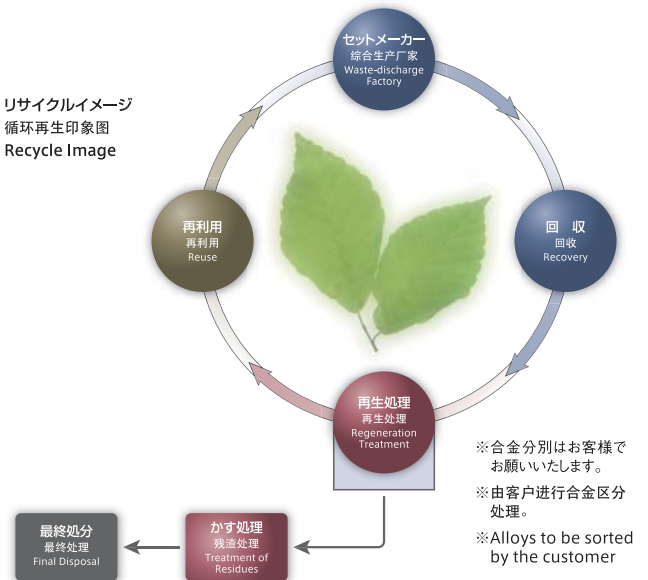 セットメーカー
综合生产厂家
Waste-discharge
Factory
リサイクルイメージ
循环再生印象图
Recycle Image
再利用
再利用
Reuse
回　収
回收
Recovery
再生処理
再生处理
Regeneration
Treatment
※合金分別はお客様で
お願いいたします。
※由客户进行合金区分
处理。
※Alloys to be sorted
by the customer
かす処理
残渣处理
Treatment of
Residues
最終処分
最终处理
Final Disposal